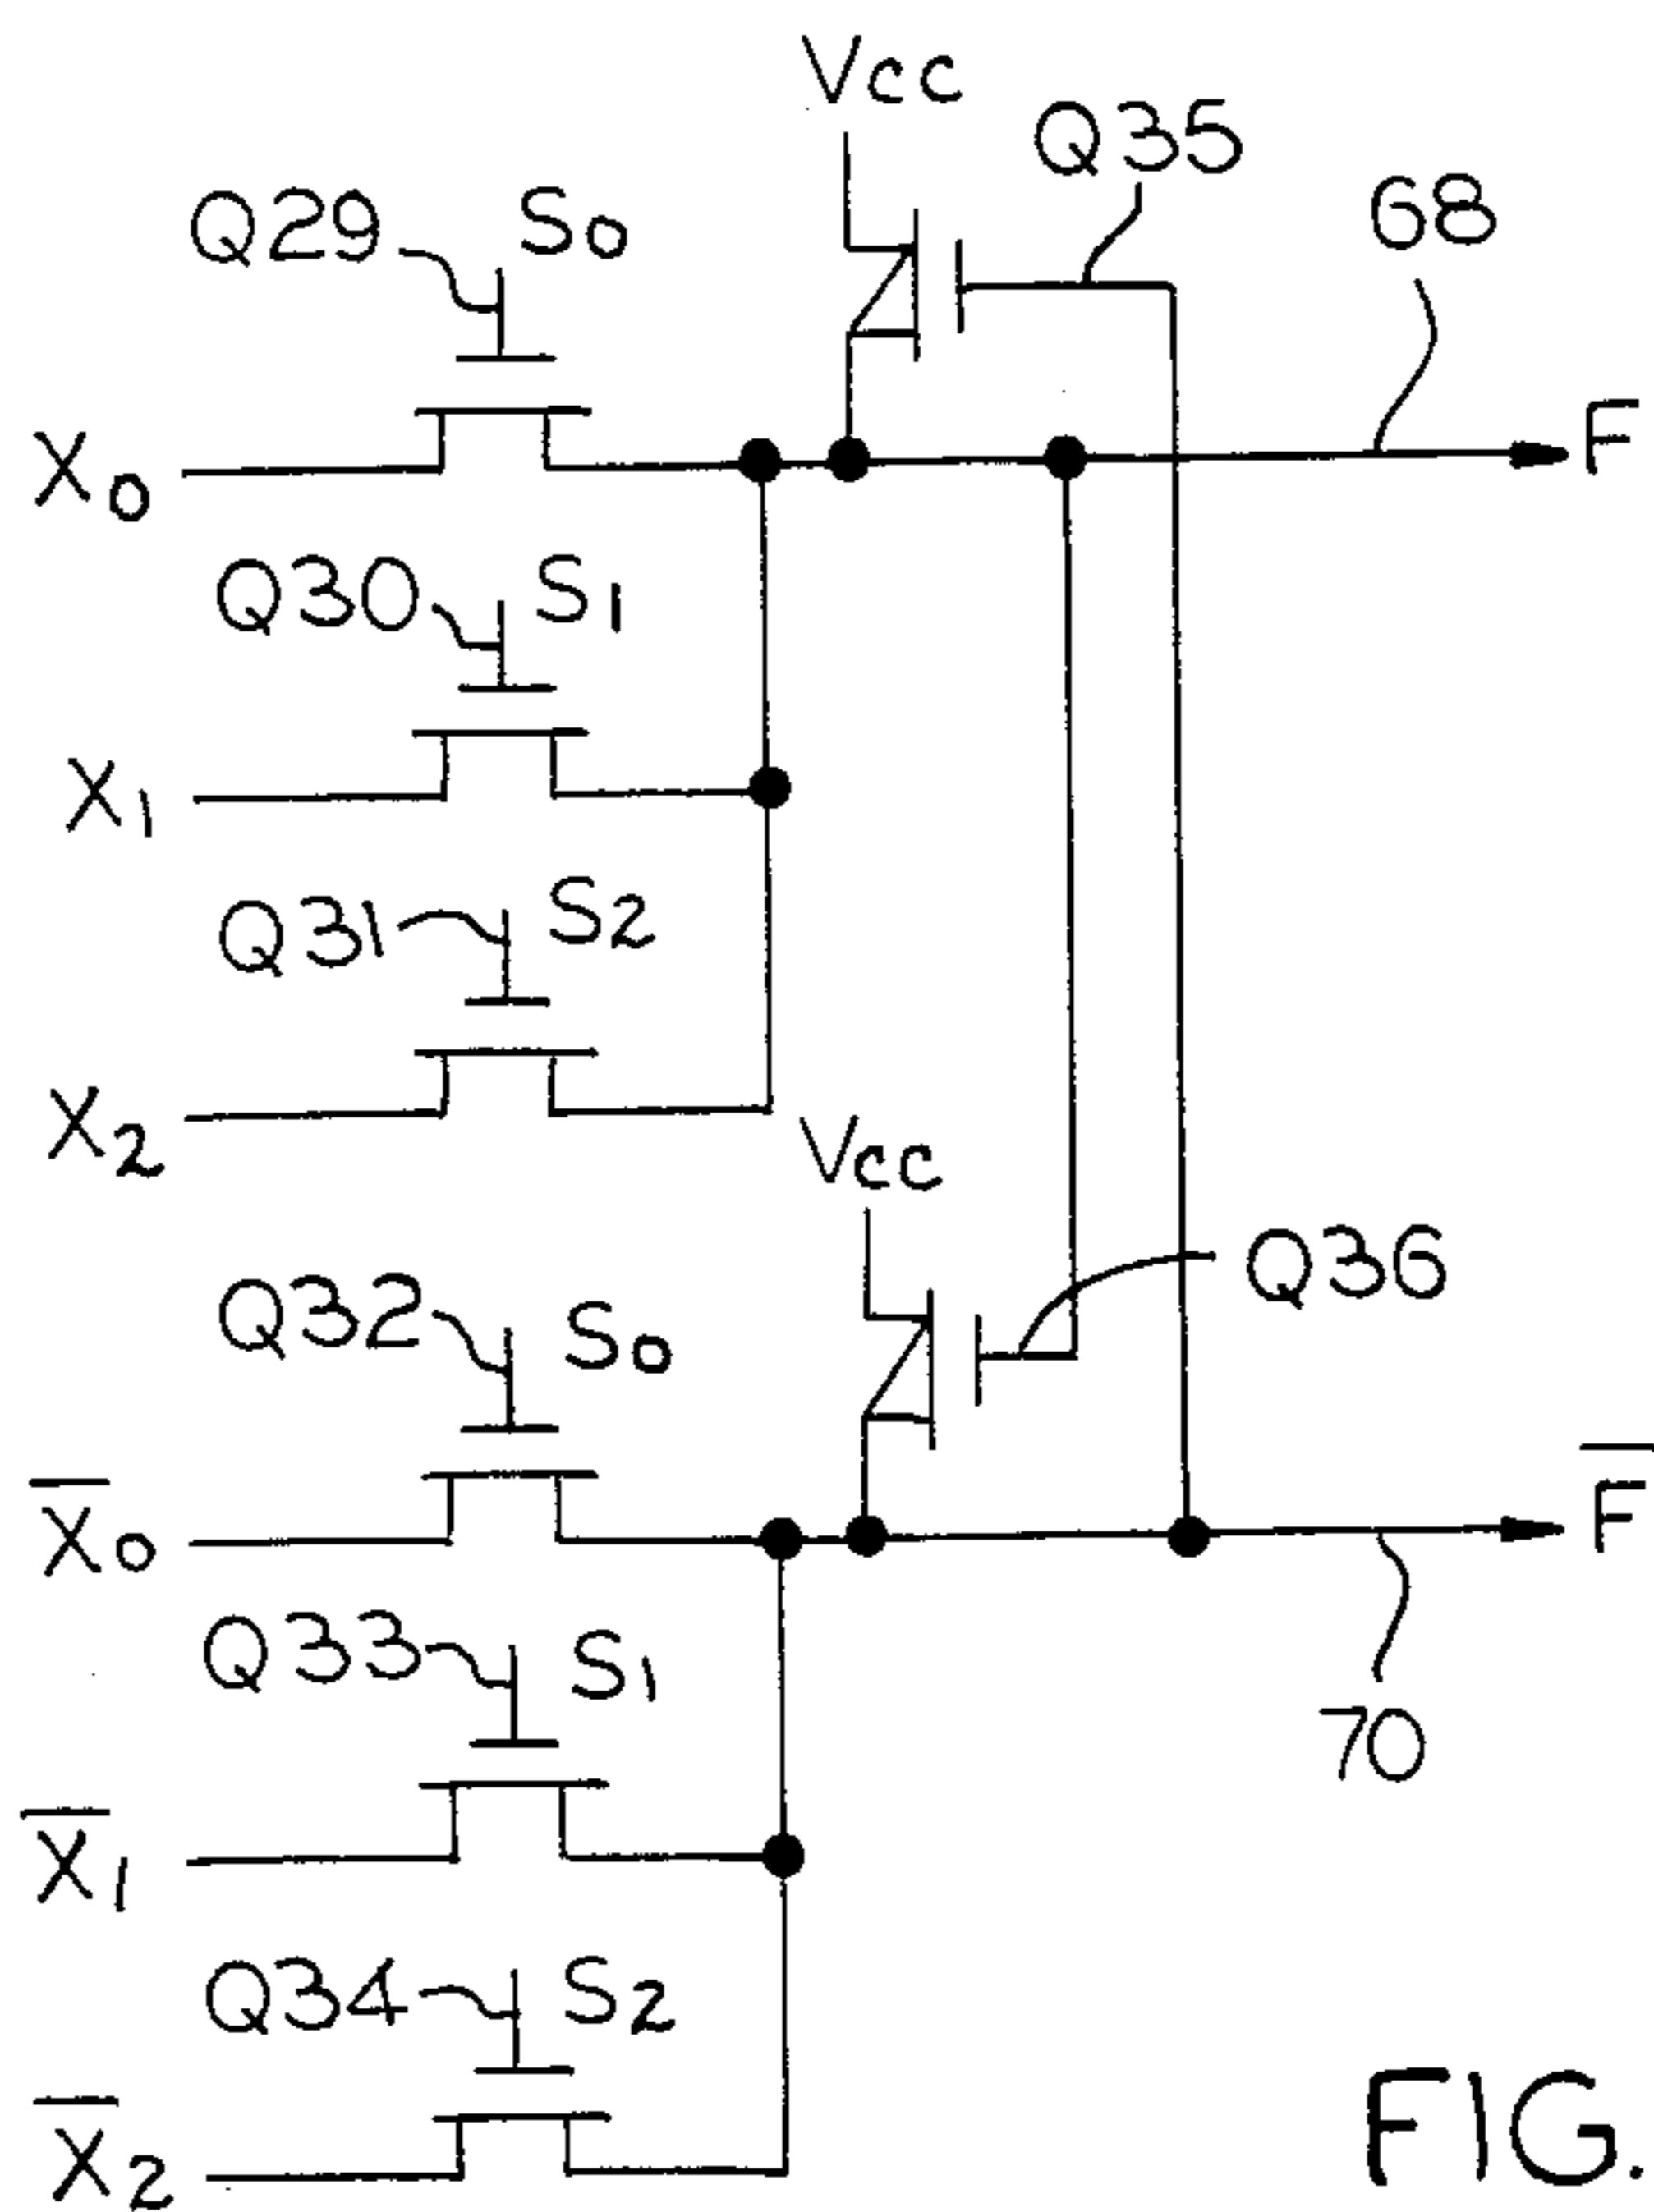 Vcc
Q35
68
Q29 S0
X0
F
Q30 S1
X1
Q31 S2
X2
Vcc
Q36
Q32 S0
X̅0
F̅
Q33 S1
70
X̅1
Q34 S2
X̅2
FIG.